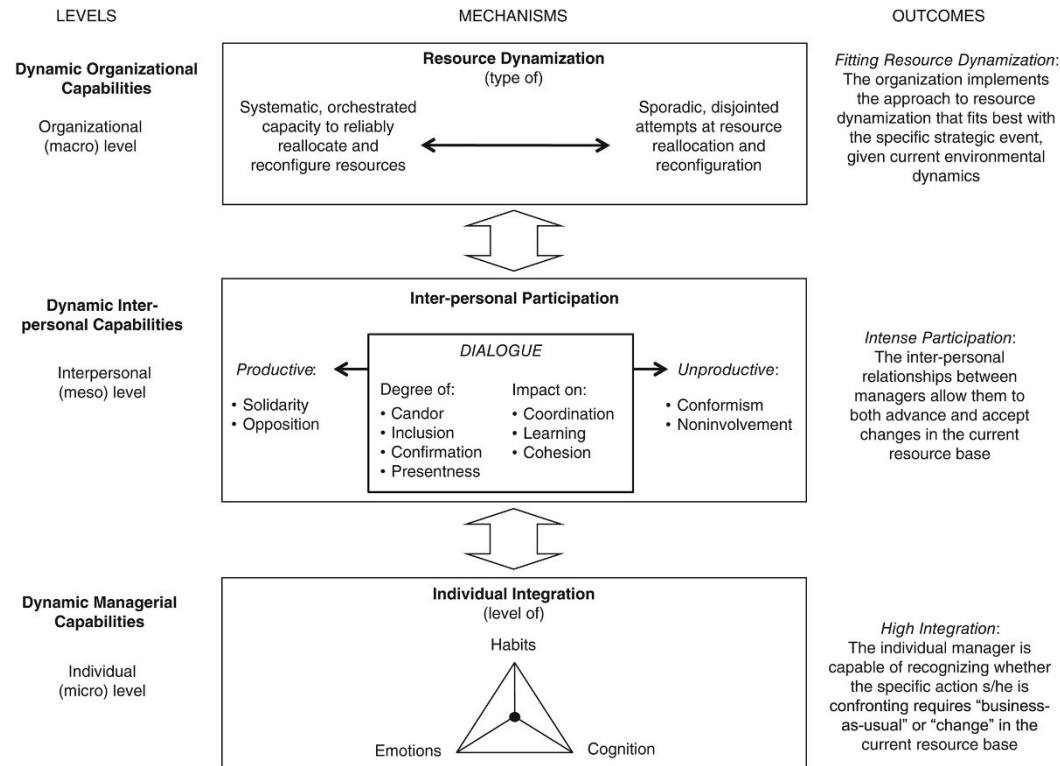 LEVELS
MECHANISMS
OUTCOMES
Dynamic Organizational
Capabilities
Organizational
(macro) level
Resource Dynamization
(type of)
Systematic, orchestrated
capacity to reliably
reallocate and
reconfigure resources
Sporadic, disjointed
attempts at resource
reallocation and
reconfiguration
Fitting Resource Dynamization:
The organization implements
the approach to resource
dynamization that fits best with
the specific strategic event,
given current environmental
dynamics
Dynamic Inter-
personal Capabilities
Interpersonal
(meso) level
Inter-personal Participation
Productive:
• Solidarity
• Opposition
DIALOGUE
Degree of:
• Candor
• Inclusion
• Confirmation
• Presentness
Impact on:
• Coordination
• Learning
• Cohesion
Unproductive:
• Conformism
• Noninvolvement
Intense Participation:
The inter-personal
relationships between
managers allow them to
both advance and accept
changes in the current
resource base
Dynamic Managerial
Capabilities
Individual
(micro) level
Individual Integration
(level of)
Habits
Emotions
Cognition
High Integration:
The individual manager is
capable of recognizing whether
the specific action s/he is
confronting requires “business-
as-usual” or “change” in the
current resource base